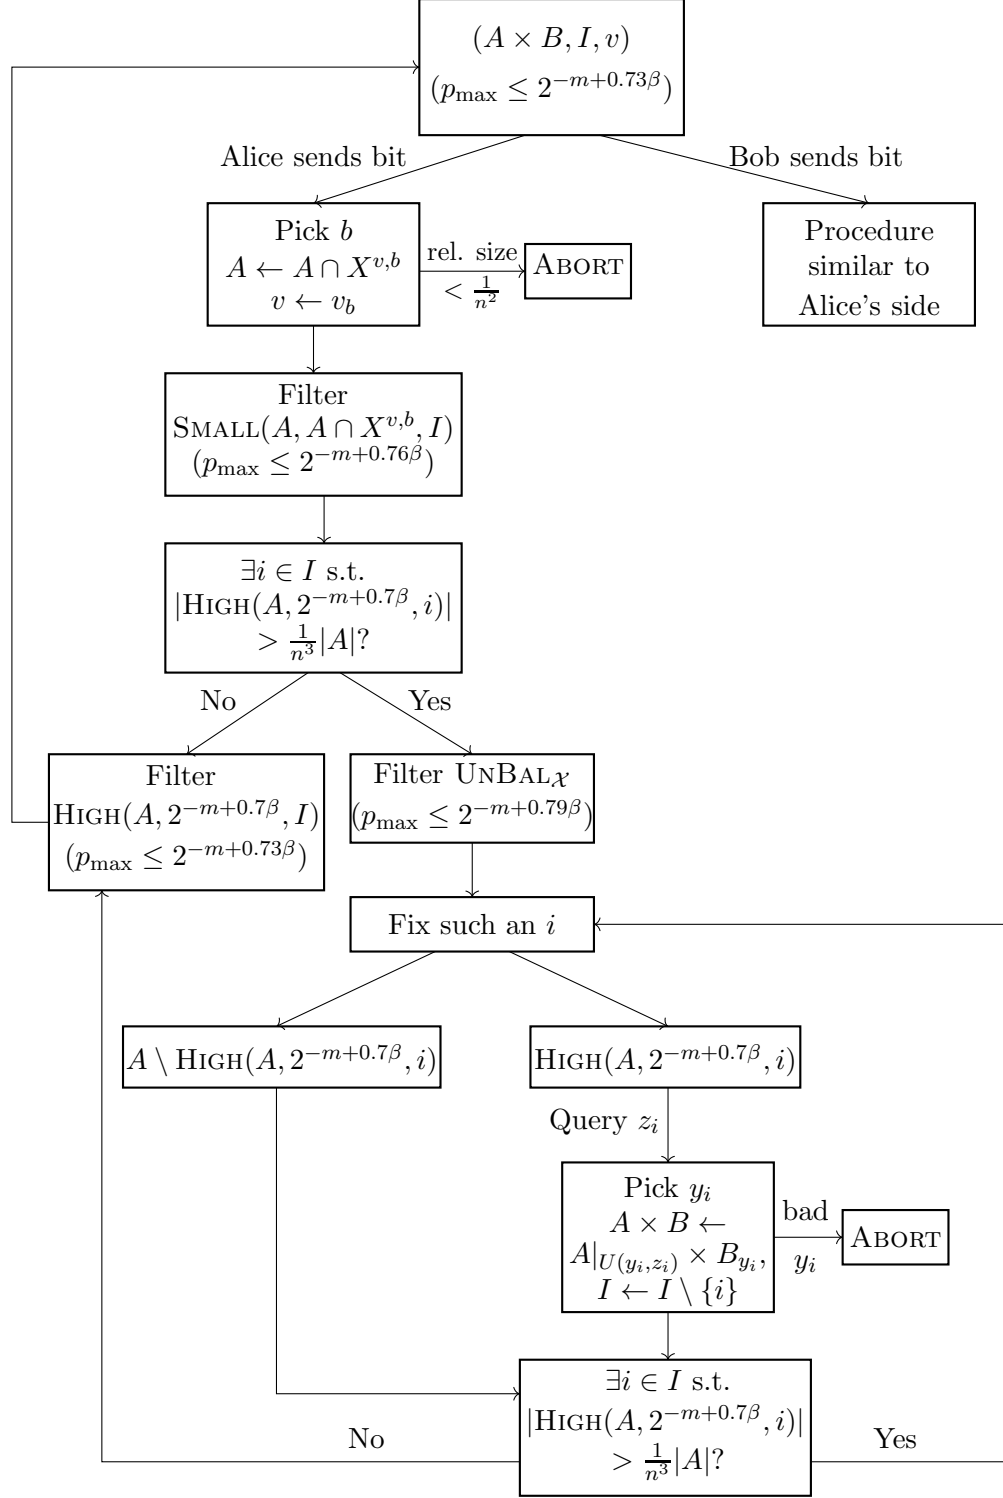 (A × B, I, v)
(p_max ≤ 2^{−m+0.73β})
Alice sends bit
Bob sends bit
Pick b
A ← A ∩ X^{v,b}
v ← v_b
rel. size
< 1/n²
ABORT
Procedure
similar to
Alice's side
Filter
SMALL(A, A ∩ X^{v,b}, I)
(p_max ≤ 2^{−m+0.76β})
∃i ∈ I s.t.
|HIGH(A, 2^{−m+0.7β}, i)|
> 1/n³ |A|?
No
Yes
Filter
HIGH(A, 2^{−m+0.7β}, I)
(p_max ≤ 2^{−m+0.73β})
Filter UNBAL_𝒳
(p_max ≤ 2^{−m+0.79β})
Fix such an i
A \ HIGH(A, 2^{−m+0.7β}, i)
HIGH(A, 2^{−m+0.7β}, i)
Query z_i
Pick y_i
A × B ←
A|_{U(y_i,z_i)} × B_{y_i},
I ← I \ {i}
bad
y_i
ABORT
∃i ∈ I s.t.
|HIGH(A, 2^{−m+0.7β}, i)|
> 1/n³ |A|?
No
Yes